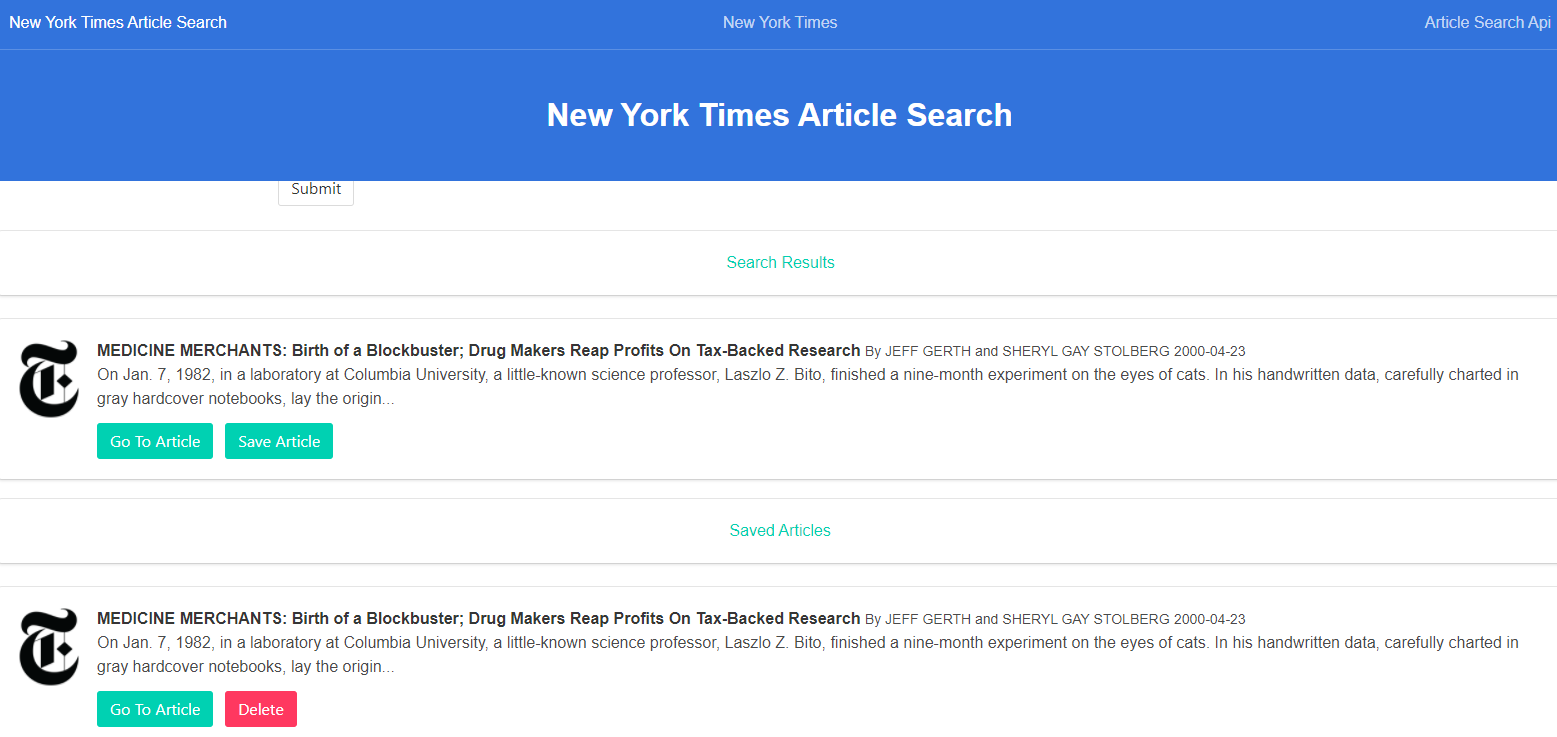 New York Times Article Search
New York Times
Article Search Api
New York Times Article Search
Submit
Search Results
MEDICINE MERCHANTS: Birth of a Blockbuster; Drug Makers Reap Profits On Tax-Backed Research By JEFF GERTH and SHERYL GAY STOLBERG 2000-04-23
On Jan. 7, 1982, in a laboratory at Columbia University, a little-known science professor, Laszlo Z. Bito, finished a nine-month experiment on the eyes of cats. In his handwritten data, carefully charted in
gray hardcover notebooks, lay the origin...
Go To Article
Save Article
Saved Articles
MEDICINE MERCHANTS: Birth of a Blockbuster; Drug Makers Reap Profits On Tax-Backed Research By JEFF GERTH and SHERYL GAY STOLBERG 2000-04-23
On Jan. 7, 1982, in a laboratory at Columbia University, a little-known science professor, Laszlo Z. Bito, finished a nine-month experiment on the eyes of cats. In his handwritten data, carefully charted in
gray hardcover notebooks, lay the origin...
Go To Article
Delete